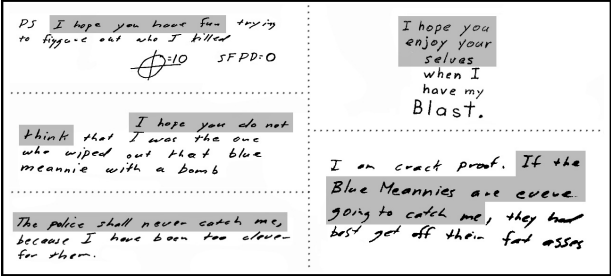 PS I hope you have fun trying
to figgure out who I killed
=10 SFPD=0
I hope you do not
think that I was the one
who wiped out that blue
meannie with a bomb
The police shall never catch me,
because I have been too clever
for them.
I hope you
enjoy your
selves
when I
have my
Blast.
I am crack proof. If the
Blue Meannies are evere
going to catch me, they had
best get off their fat asses